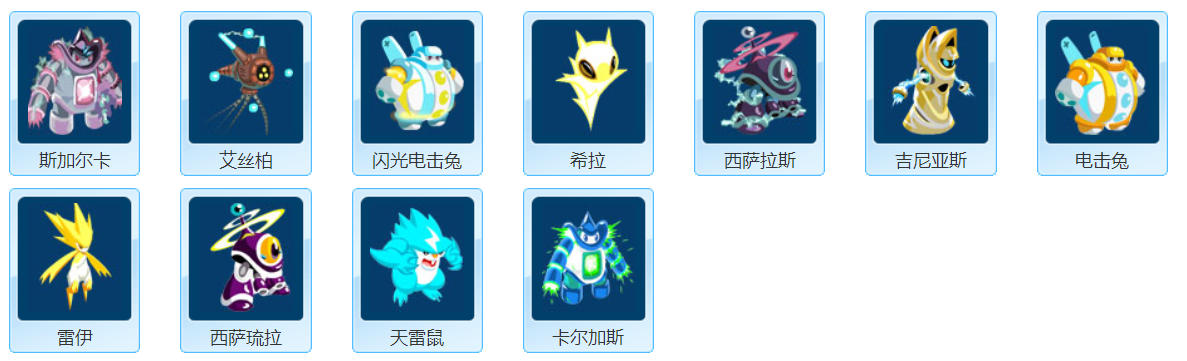 斯加尔卡
艾丝柏
闪光电击兔
希拉
西萨拉斯
吉尼亚斯
电击兔
雷伊
西萨琉拉
天雷鼠
卡尔加斯